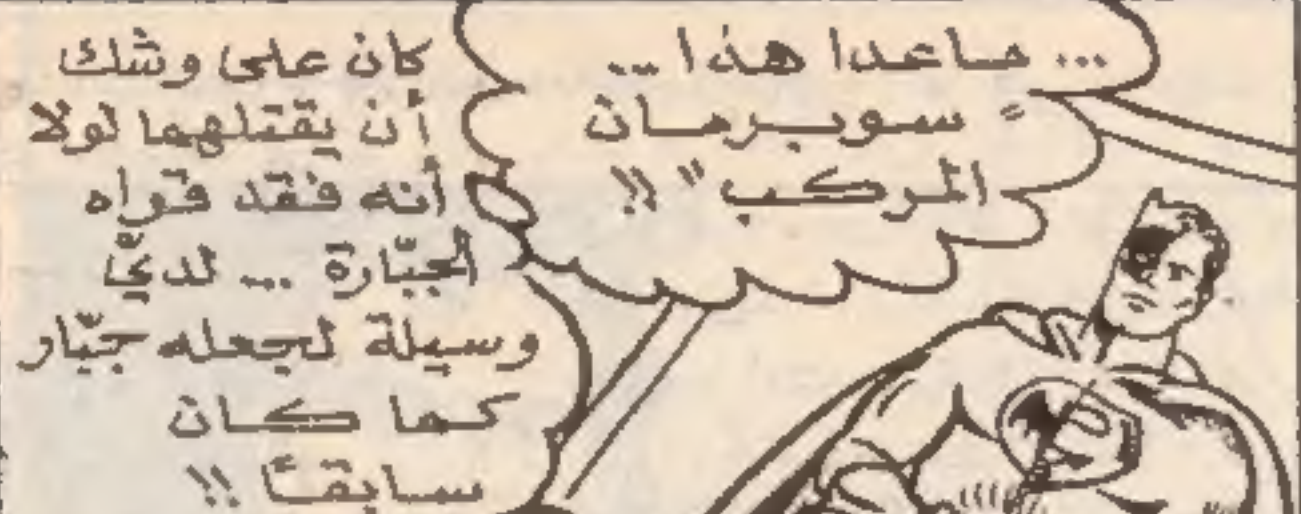 ... ماعدا هذا ...
" سوبرمان
المركب " !!
كان على وشك
أن يقتلهما لولا
أنه فقد قواه
الجبّارة ... لديّ
وسيلة لجعله جبّار
كما كان
سابقـًا !!